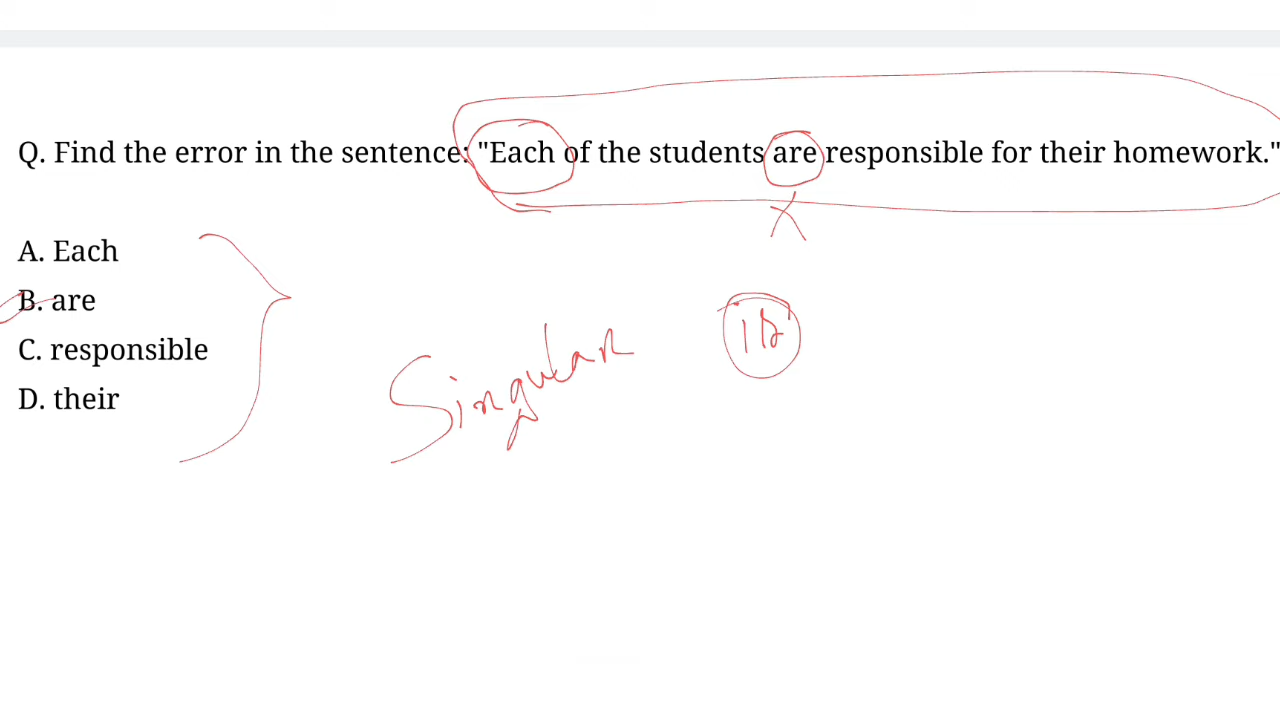 Q. Find the error in the sentence: "Each of the students are responsible for their homework."
A. Each
B. are
C. responsible
D. their
Singular
is